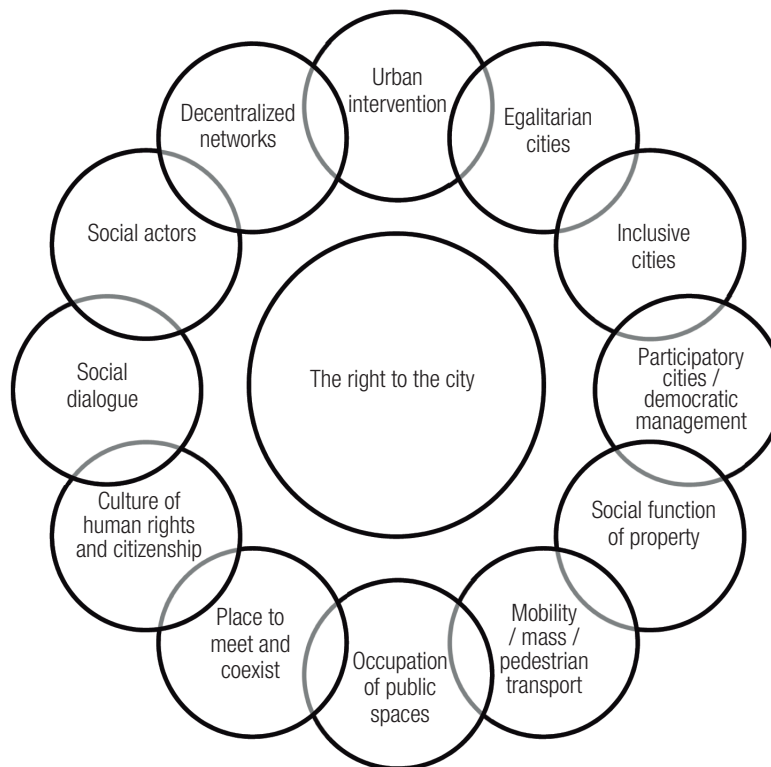 Urban
intervention
Egalitarian
cities
Inclusive
cities
Participatory
cities /
democratic
management
Social function
of property
Mobility
/ mass /
pedestrian
transport
Occupation
of public
spaces
Place to
meet and
coexist
Culture of
human rights
and citizenship
Social
dialogue
Social actors
Decentralized
networks
The right to the city